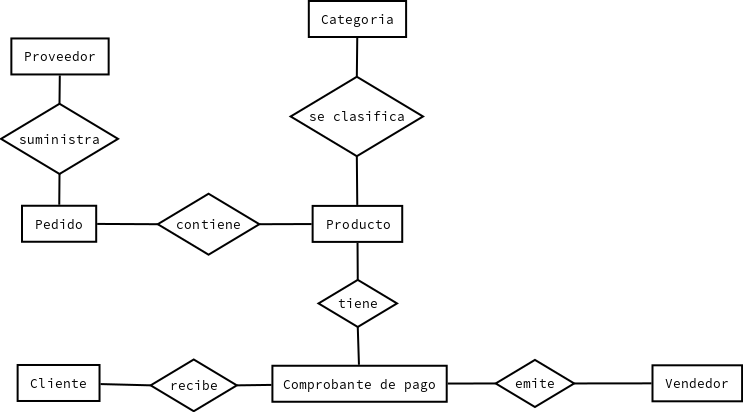 Categoria
Proveedor
se clasifica
suministra
Pedido
contiene
Producto
tiene
Cliente
recibe
Comprobante de pago
emite
Vendedor